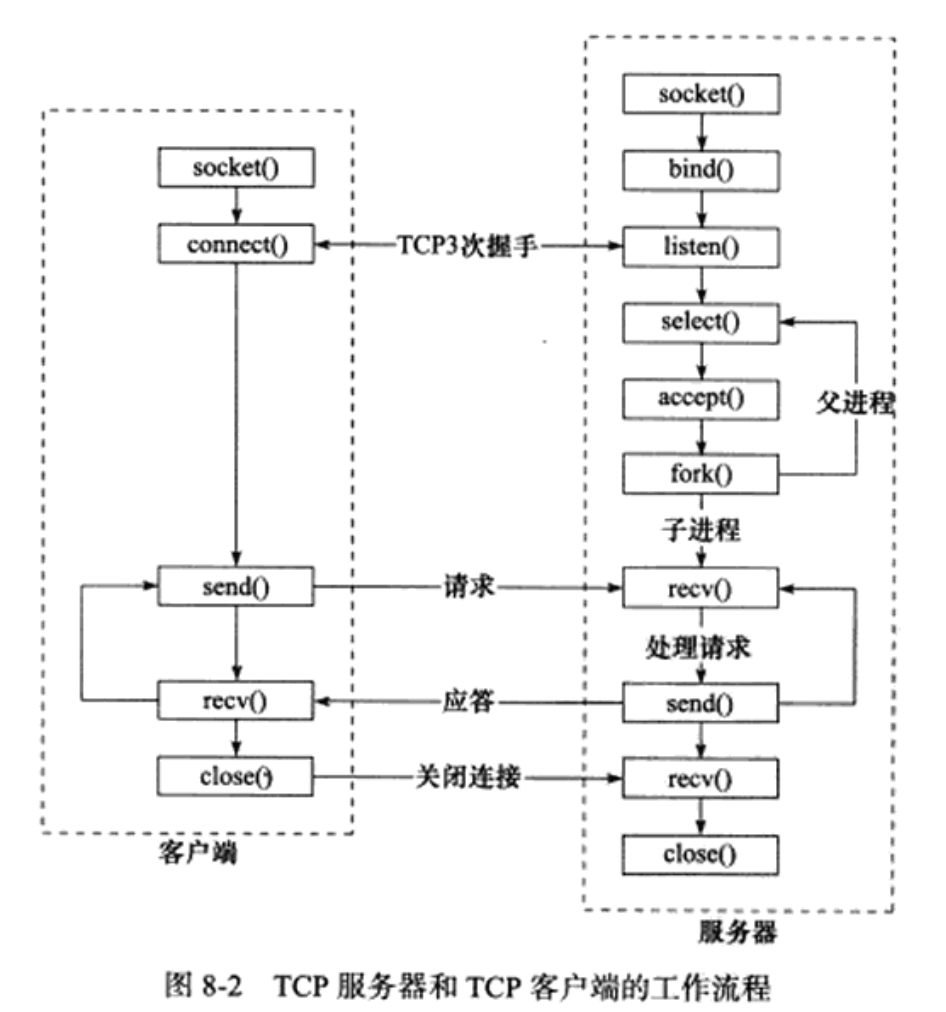 socket()
bind()
socket()
connect()
TCP3次握手
listen()
select()
accept()
父进程
fork()
子进程
send()
请求
recv()
处理请求
recv()
应答
send()
close()
关闭连接
recv()
close()
客户端
服务器
图 8-2 TCP 服务器和 TCP 客户端的工作流程